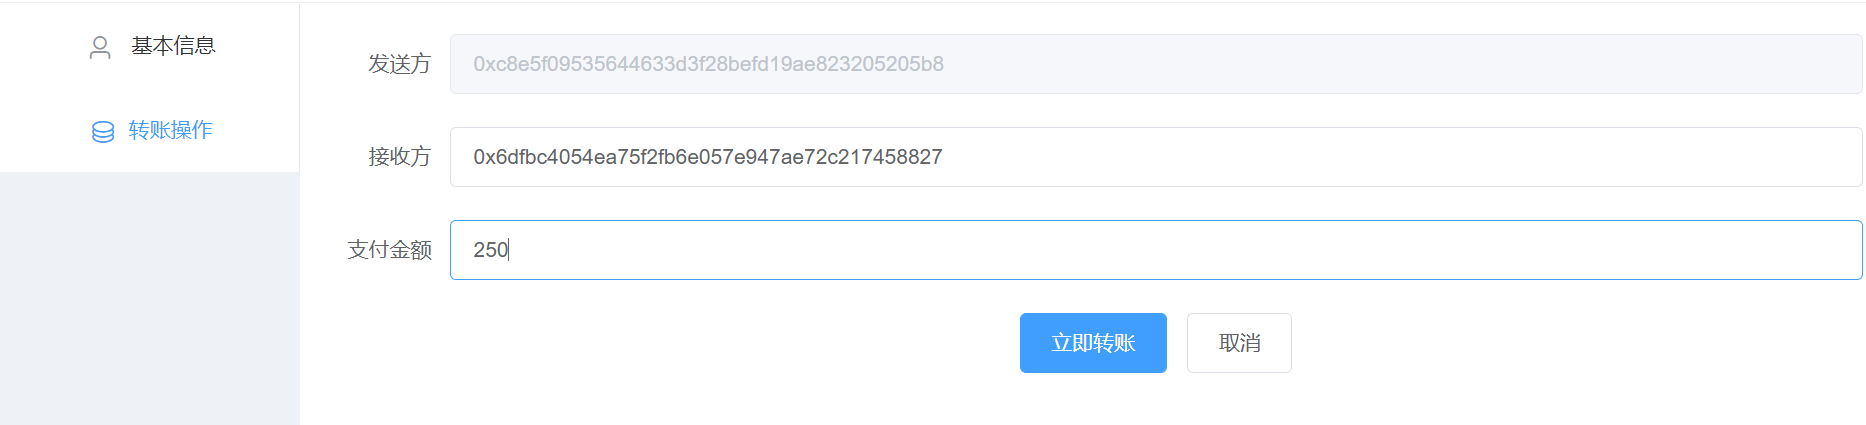 基本信息
转账操作
发送方 0xc8e5f09535644633d3f28befd19ae823205205b8
接收方 0x6dfbc4054ea75f2fb6e057e947ae72c217458827
支付金额 250
立即转账 取消